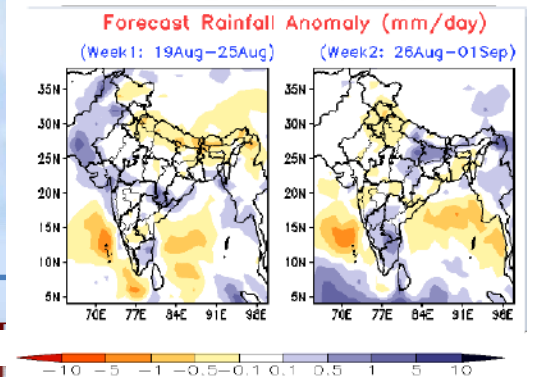 Forecast Rainfall Anomaly (mm/day)
(Week1: 19Aug-25Aug) (Week2: 26Aug-01Sep)
35N 35N
30N 30N
25N 25N
20N 20N
15N 15N
10N 10N
5N 5N
70E 77E 84E 91E 98E 70E 77E 84E 91E 98E
-10 -5 -1 -0.5 -0.1 0.1 0.5 1 5 10